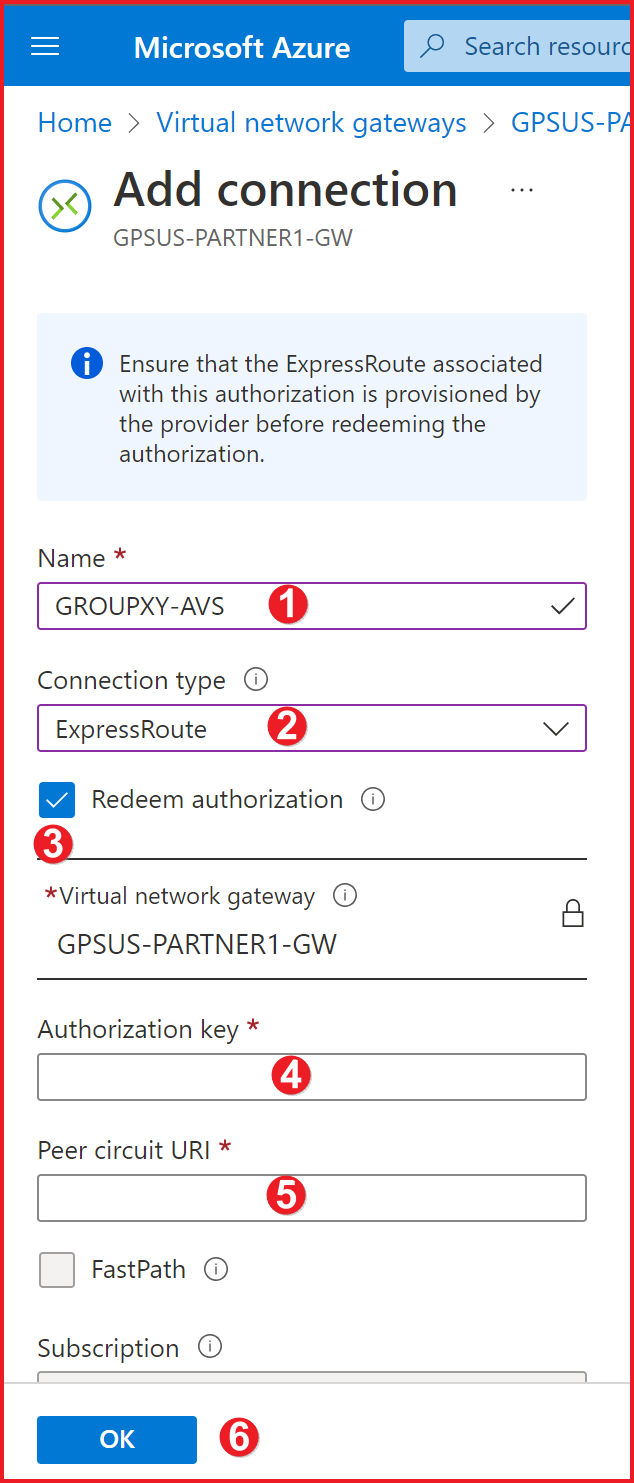 Microsoft Azure
Search resourc
Home > Virtual network gateways > GPSUS-PA
Add connection ...
GPSUS-PARTNER1-GW
Ensure that the ExpressRoute associated
with this authorization is provisioned by
the provider before redeeming the
authorization.
Name *
GROUPXY-AVS 1
Connection type
ExpressRoute 2
Redeem authorization
3
*Virtual network gateway
GPSUS-PARTNER1-GW
Authorization key *
4
Peer circuit URI *
5
FastPath
Subscription
OK 6